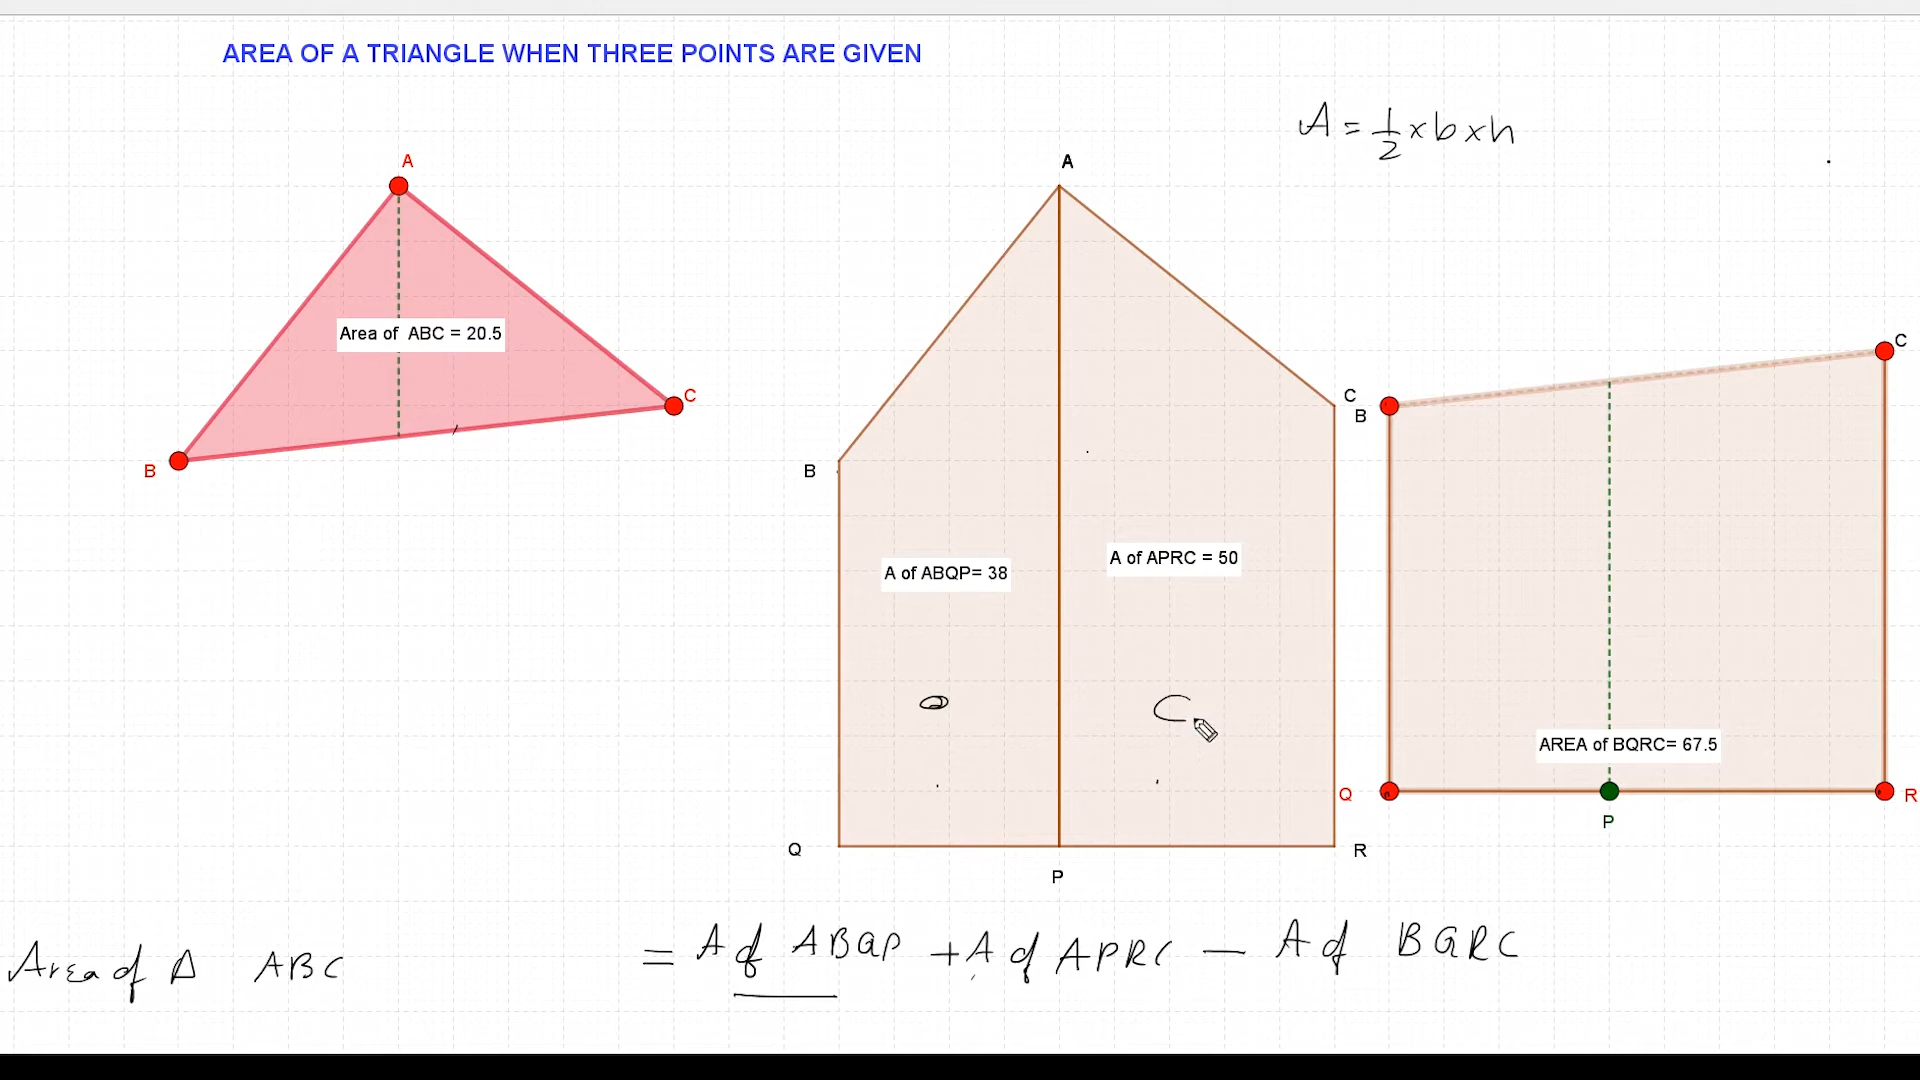 AREA OF A TRIANGLE WHEN THREE POINTS ARE GIVEN
A = 1/2 x b x h
A
A
Area of ABC = 20.5
C
C
C
B
B
B
A of APRC = 50
A of ABQP= 38
AREA of BQRC= 67.5
Q
R
P
Q
R
P
Area of Δ ABC = A of ABQP + A of APRC — A of BQRC